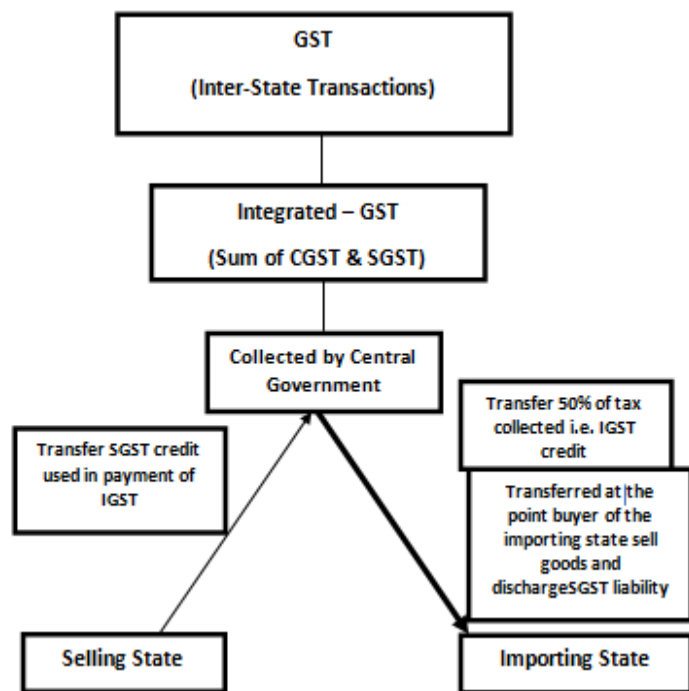 GST
(Inter-State Transactions)
Integrated – GST
(Sum of CGST & SGST)
Collected by Central
Government
Transfer 50% of tax
collected i.e. IGST
credit
Transfer SGST credit
used in payment of
IGST
Transferred at the
point buyer of the
importing state sell
goods and
dischargeSGST liability
Selling State
Importing State